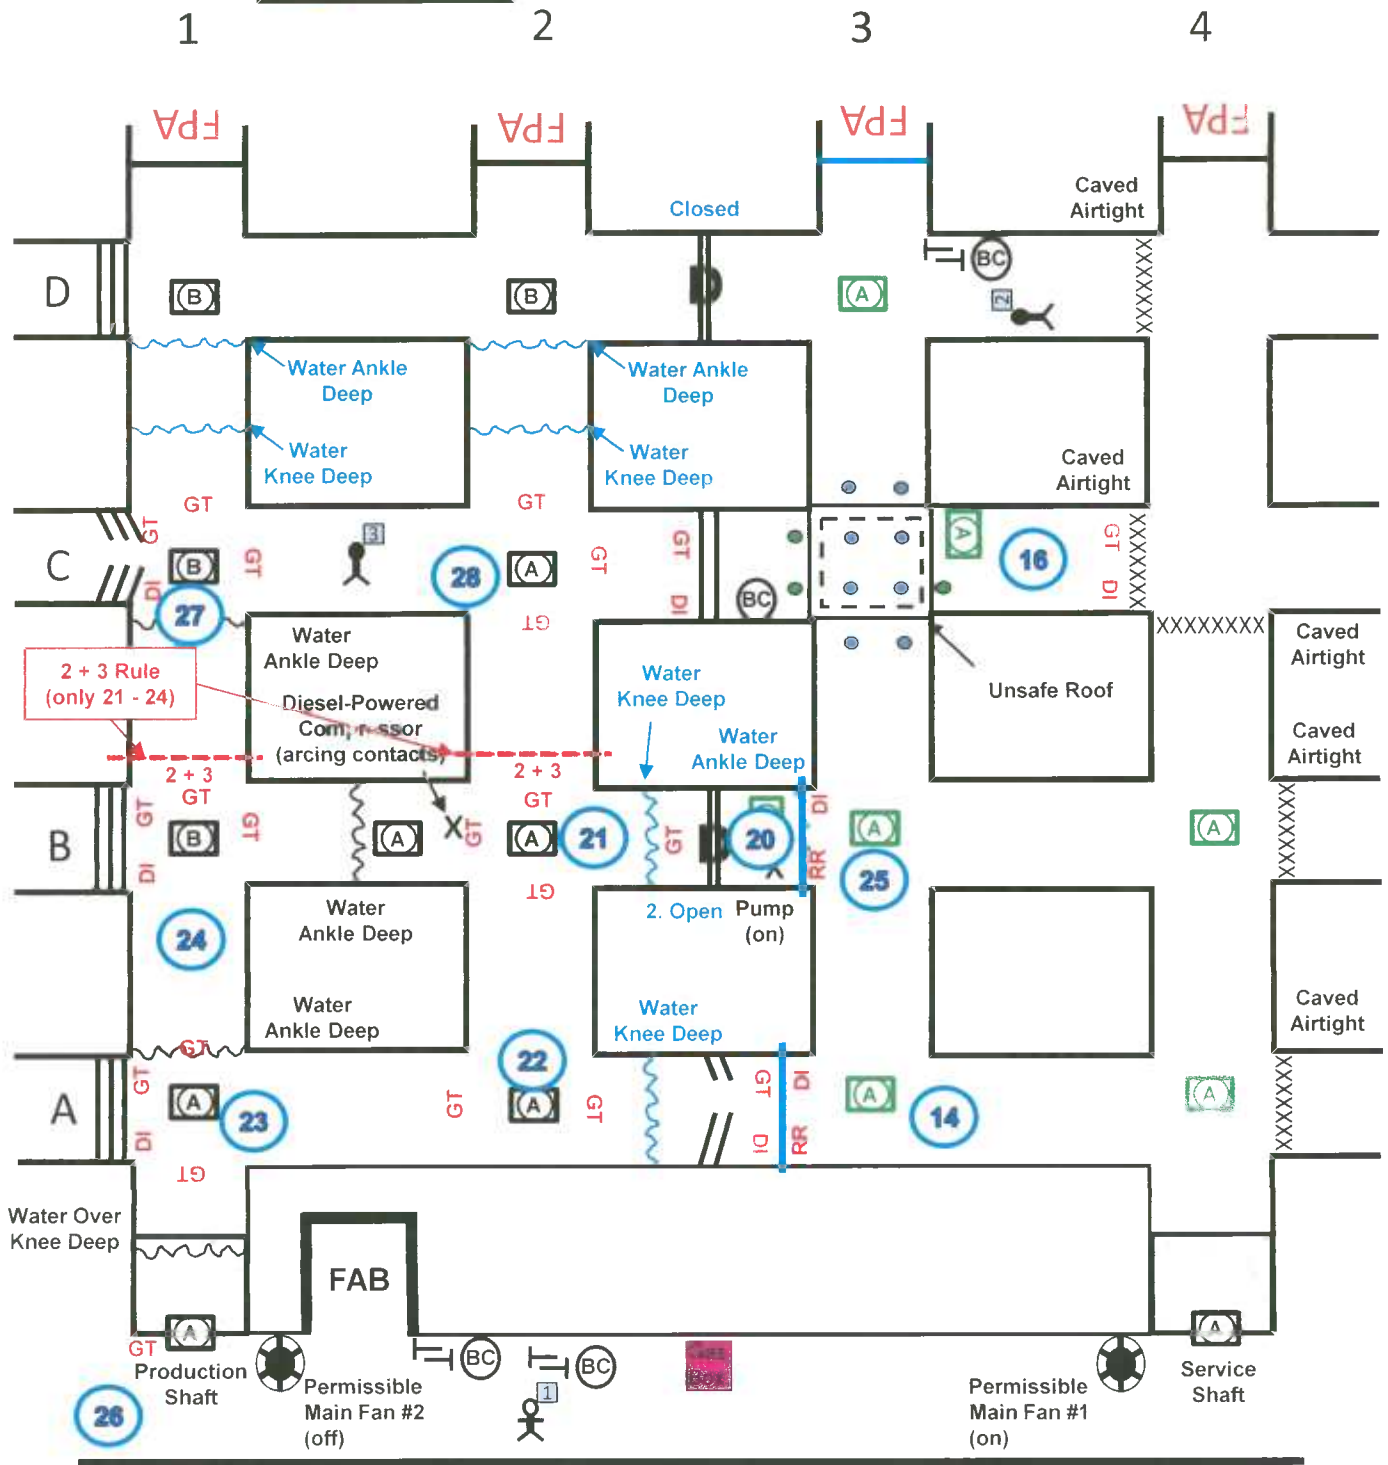 1 2 3 4
FPA FPA FPA FPA
Caved
Airtight
Closed
BC
D
B B A
2
Water Ankle
Deep
Water Ankle
Deep
Water
Knee Deep
Water
Knee Deep
Caved
Airtight
GT GT
GT GT GT GT GT
3
A
16
C
B
28
A
DI
DI
DI
BC
27
GT
Water
Ankle Deep
Caved
Airtight
2 + 3 Rule
(only 21 - 24)
Water
Knee Deep
Unsafe Roof
Diesel-Powered
(arcing contacts)
Water
Ankle Deep
Caved
Airtight
2 + 3
2 + 3
GT GT
GT GT GT GT
DI
B
B
A
X
A
21
20
A
A
DI
RR
25
GT
Water
Ankle Deep
2. Open
Pump
(on)
24
Water
Ankle Deep
Water
Knee Deep
Caved
Airtight
GT
22
A
GT
DI
A
23
GT
A
GT
GT
DI
DI
RR
A
14
A
GT
Water Over
Knee Deep
FAB
A
A
GT
Production
Shaft
BC
BC
Service
Shaft
Permissible
Main Fan #2
(off)
1
Permissible
Main Fan #1
(on)
26